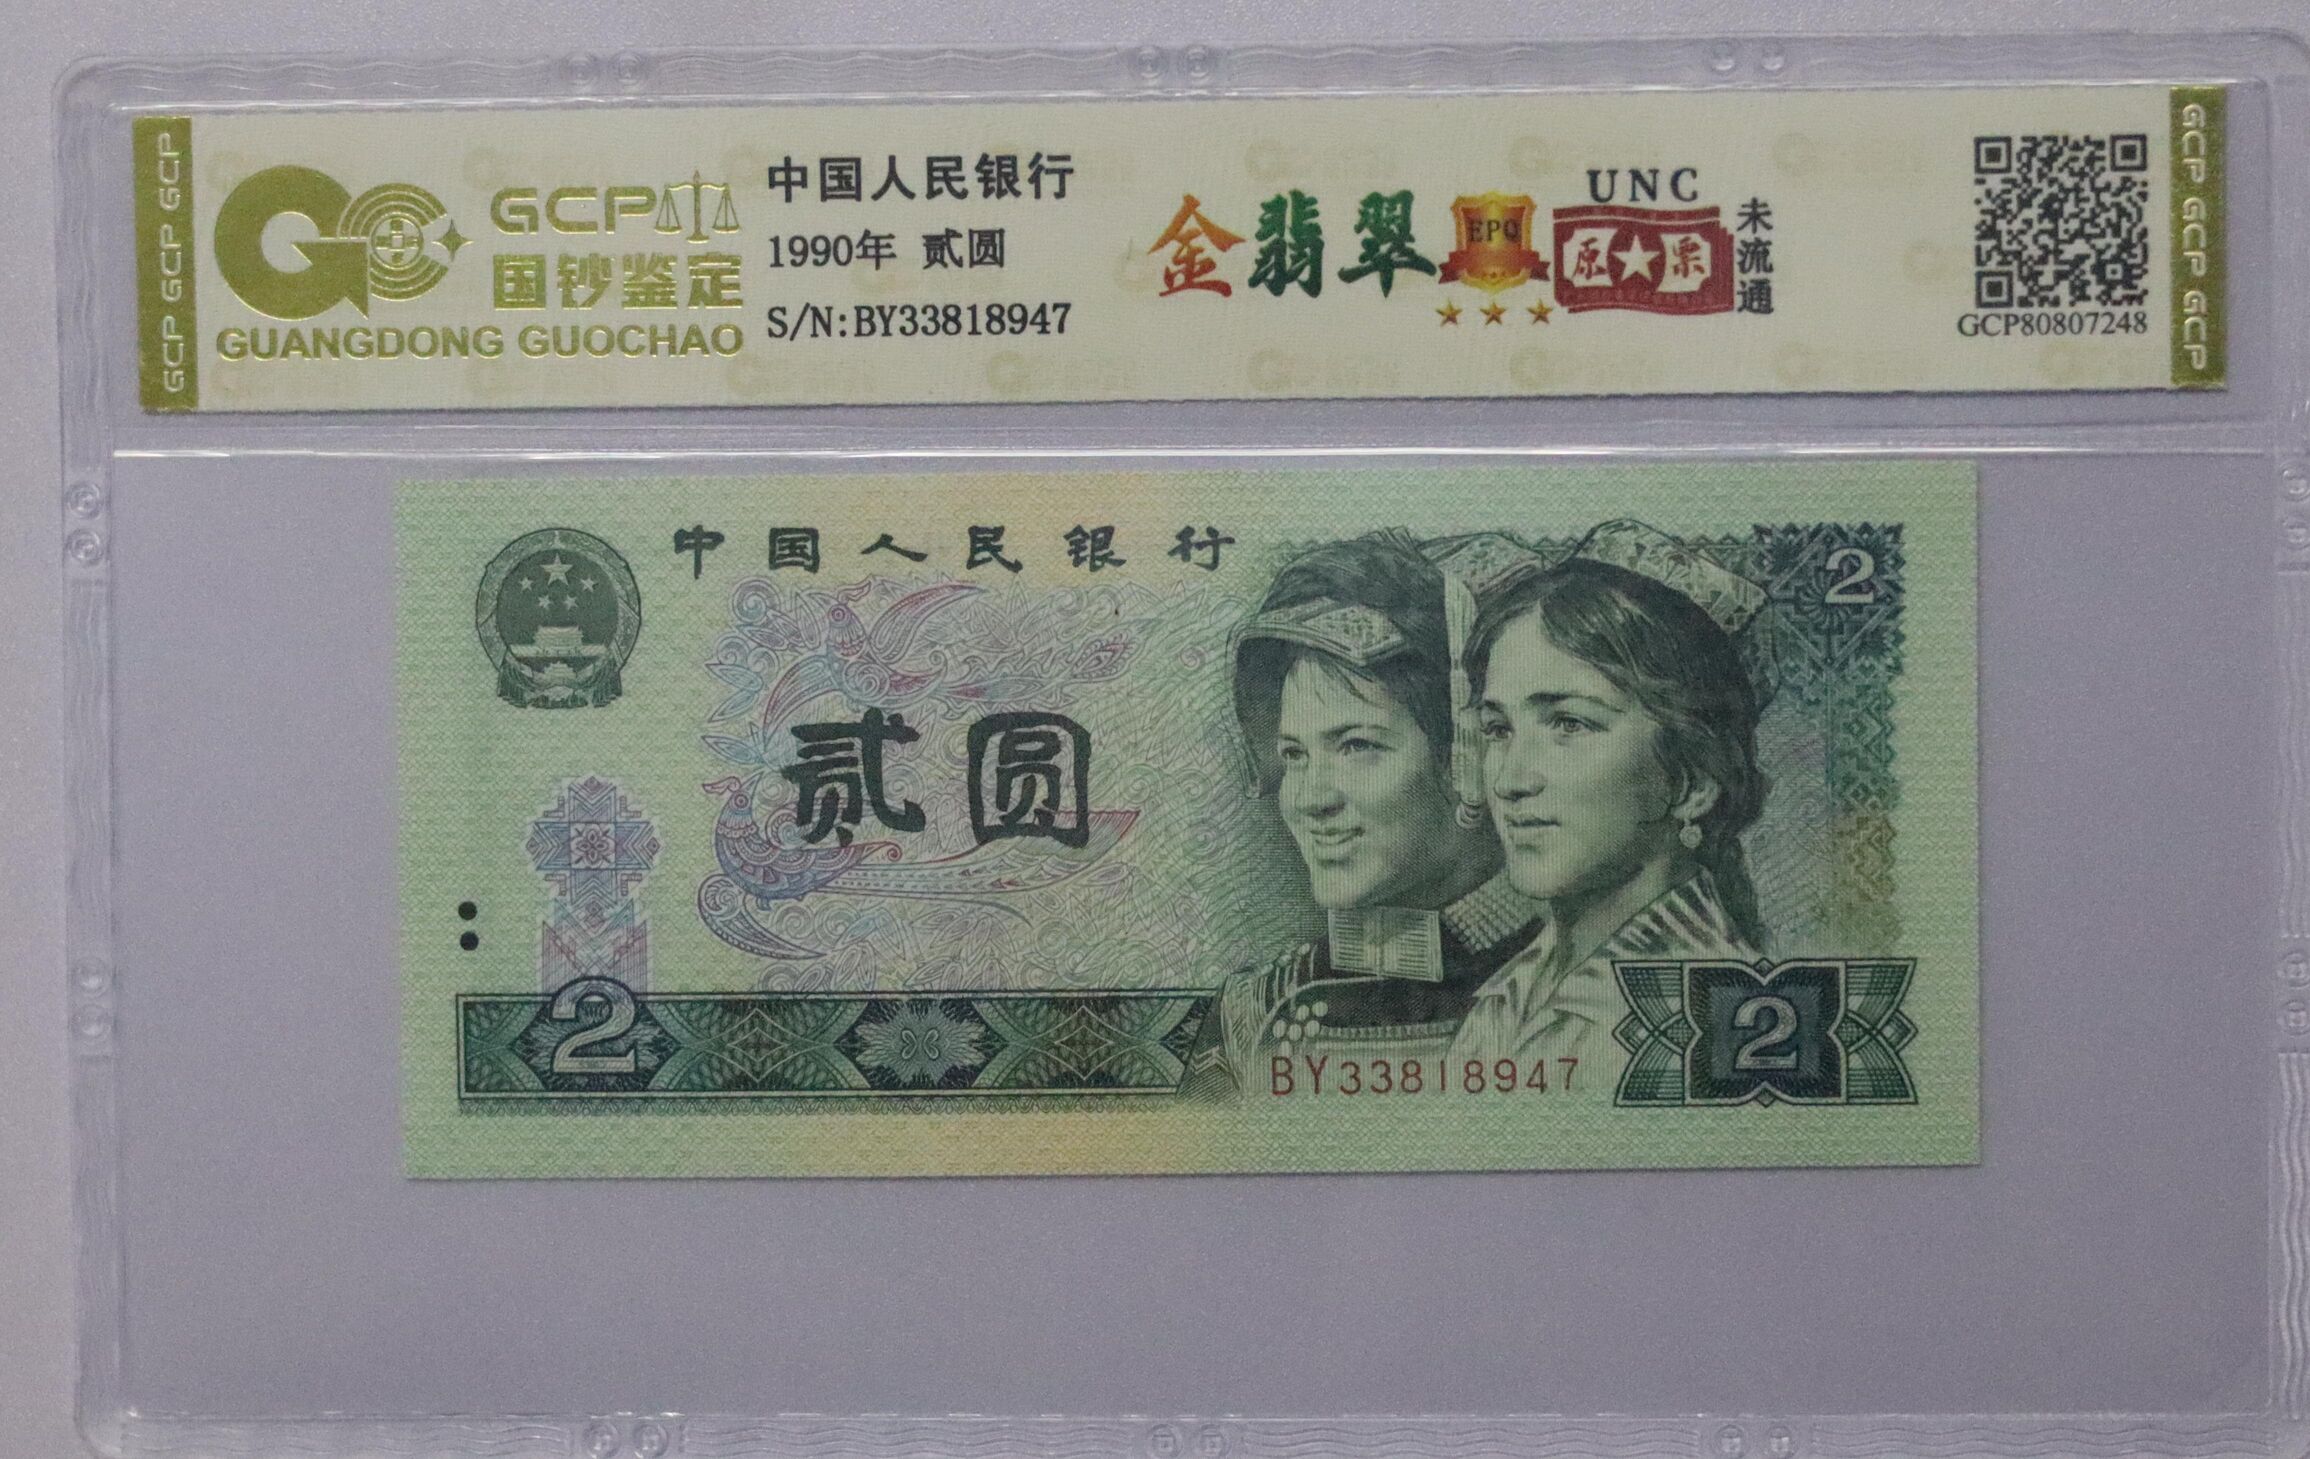 GCP GCP GCP
GCP
国钞鉴定
GUANGDONG GUOCHAO
中国人民银行
1990年 贰圆
S/N:BY33818947
金翡翠
EPQ
UNC
原★票
未流通
GCP80807248
GCP GCP GCP
中国人民银行
2
贰圆
2
BY33818947
2